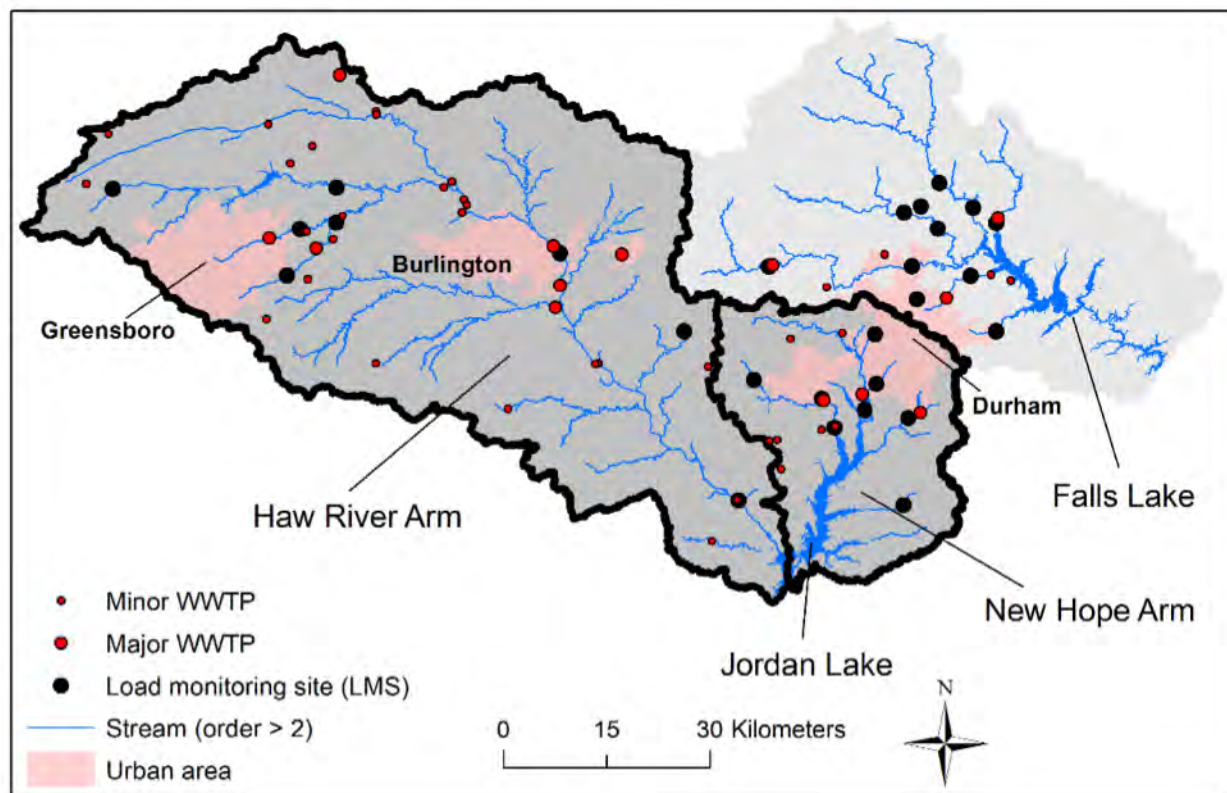 Burlington
Greensboro
Durham
Falls Lake
Haw River Arm
New Hope Arm
Jordan Lake
Minor WWTP
Major WWTP
Load monitoring site (LMS)
Stream (order > 2)
Urban area
0 15 30 Kilometers
N